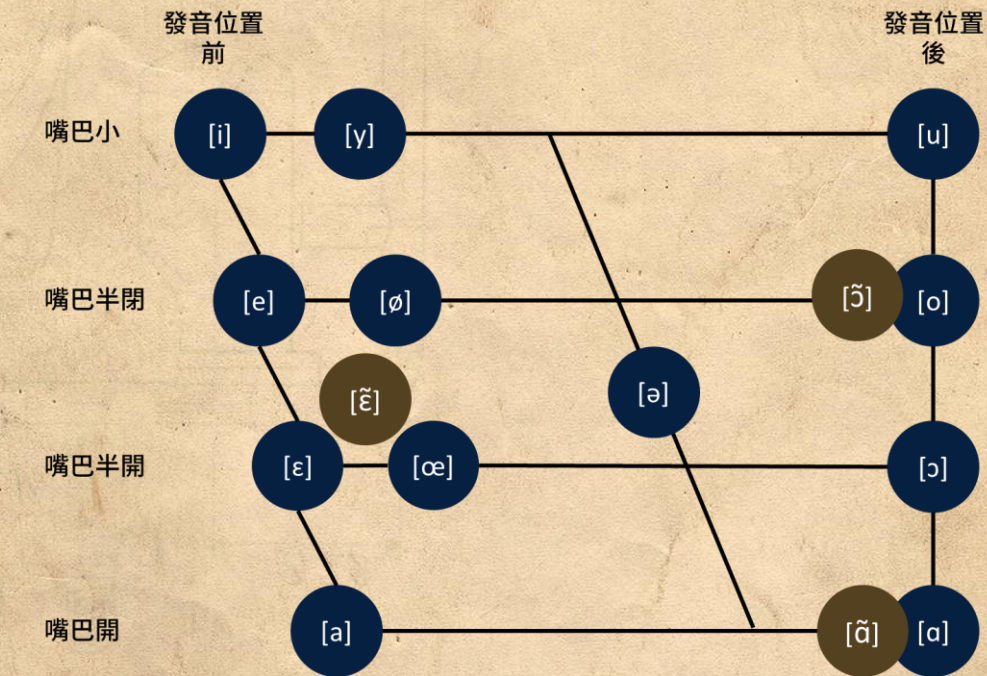 發音位置
前
發音位置
後
嘴巴小
[i]
[y]
[u]
嘴巴半閉
[e]
[ø]
[ɔ̃]
[o]
[ɛ̃]
[ə]
嘴巴半開
[ɛ]
[œ]
[ɔ]
嘴巴開
[a]
[ɑ̃]
[ɑ]